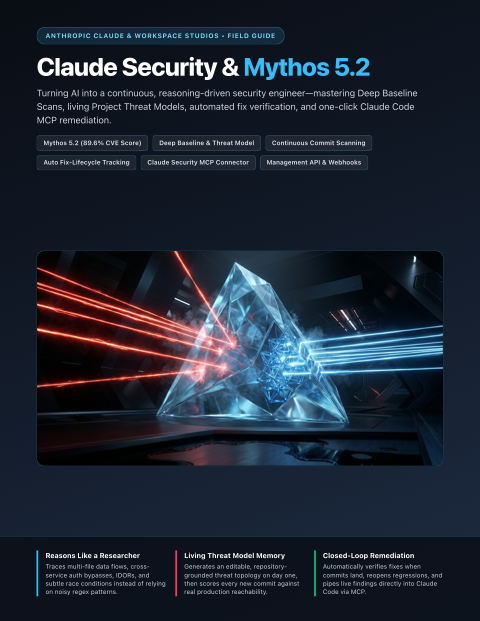 ANTHROPIC CLAUDE & WORKSPACE STUDIOS • FIELD GUIDE
Claude Security & Mythos 5.2
Turning AI into a continuous, reasoning-driven security engineer—mastering Deep Baseline
Scans, living Project Threat Models, automated fix verification, and one-click Claude Code
MCP remediation.
Mythos 5.2 (89.6% CVE Score)
Deep Baseline & Threat Model
Continuous Commit Scanning
Auto Fix-Lifecycle Tracking
Claude Security MCP Connector
Management API & Webhooks
Reasons Like a Researcher
Traces multi-file data flows, cross-
service auth bypasses, IDORs, and
subtle race conditions instead of relying
on noisy regex patterns.
Living Threat Model Memory
Generates an editable, repository-
grounded threat topology on day one,
then scores every new commit against
real production reachability.
Closed-Loop Remediation
Automatically verifies fixes when
commits land, reopens regressions, and
pipes live findings directly into Claude
Code via MCP.